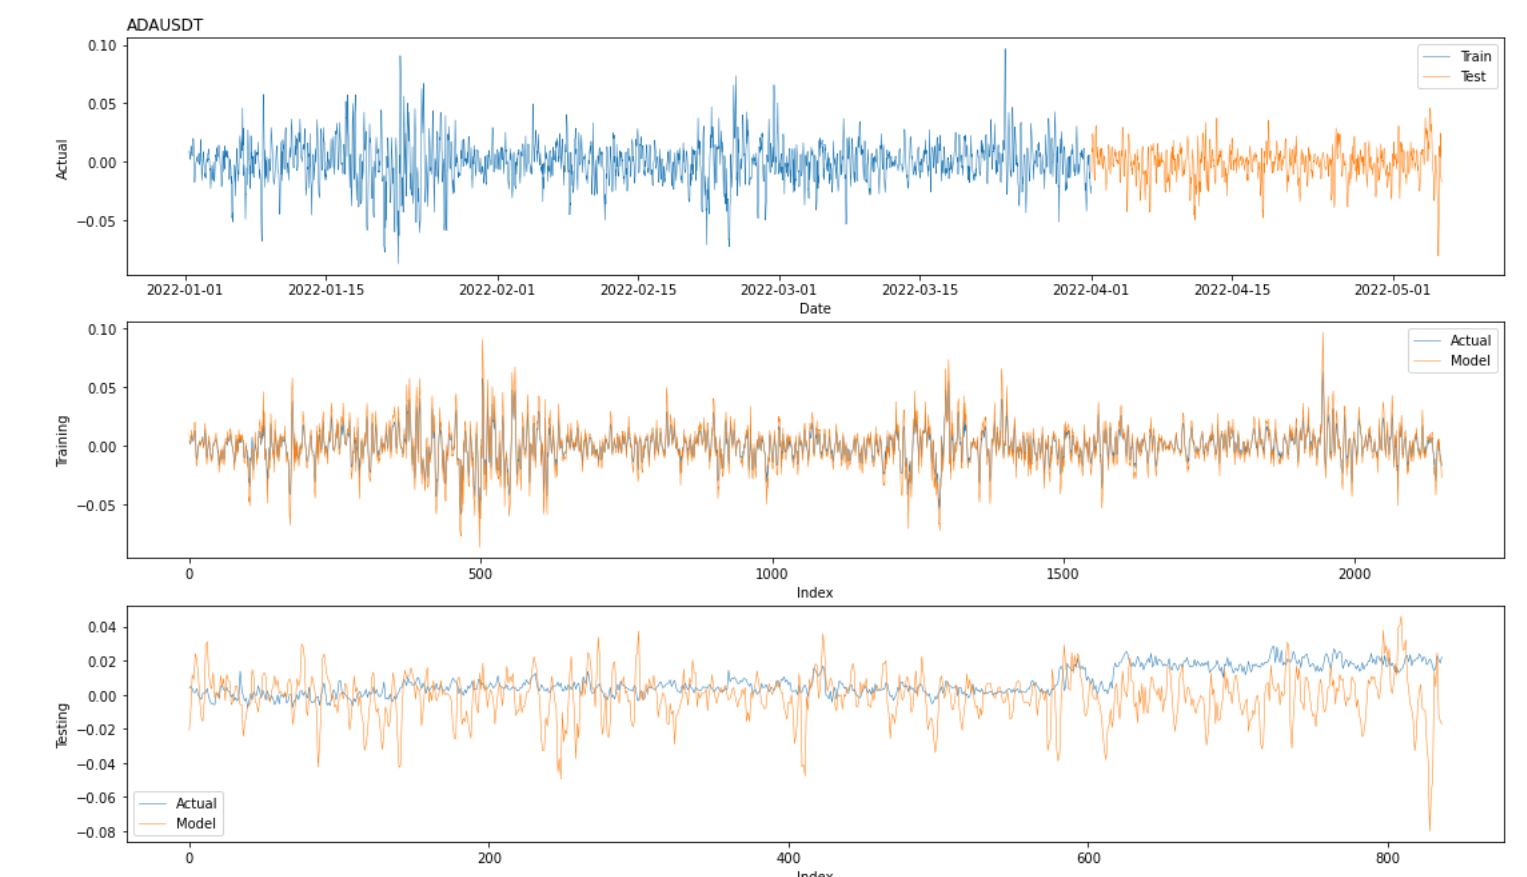 ADAUSDT
0.10
0.05
0.00
−0.05
Actual
Train
Test
2022-01-01 2022-01-15 2022-02-01 2022-02-15 2022-03-01 2022-03-15 2022-04-01 2022-04-15 2022-05-01
Date
0.10
0.05
0.00
−0.05
Training
Actual
Model
0 500 1000 1500 2000
Index
0.04
0.02
0.00
−0.02
−0.04
−0.06
−0.08
Testing
Actual
Model
0 200 400 600 800
Index